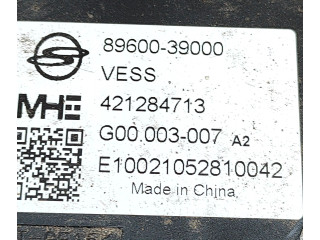 89600-39000
VESS
MHE 421284713
G00.003-007 A2
E10021052810042
Made in China